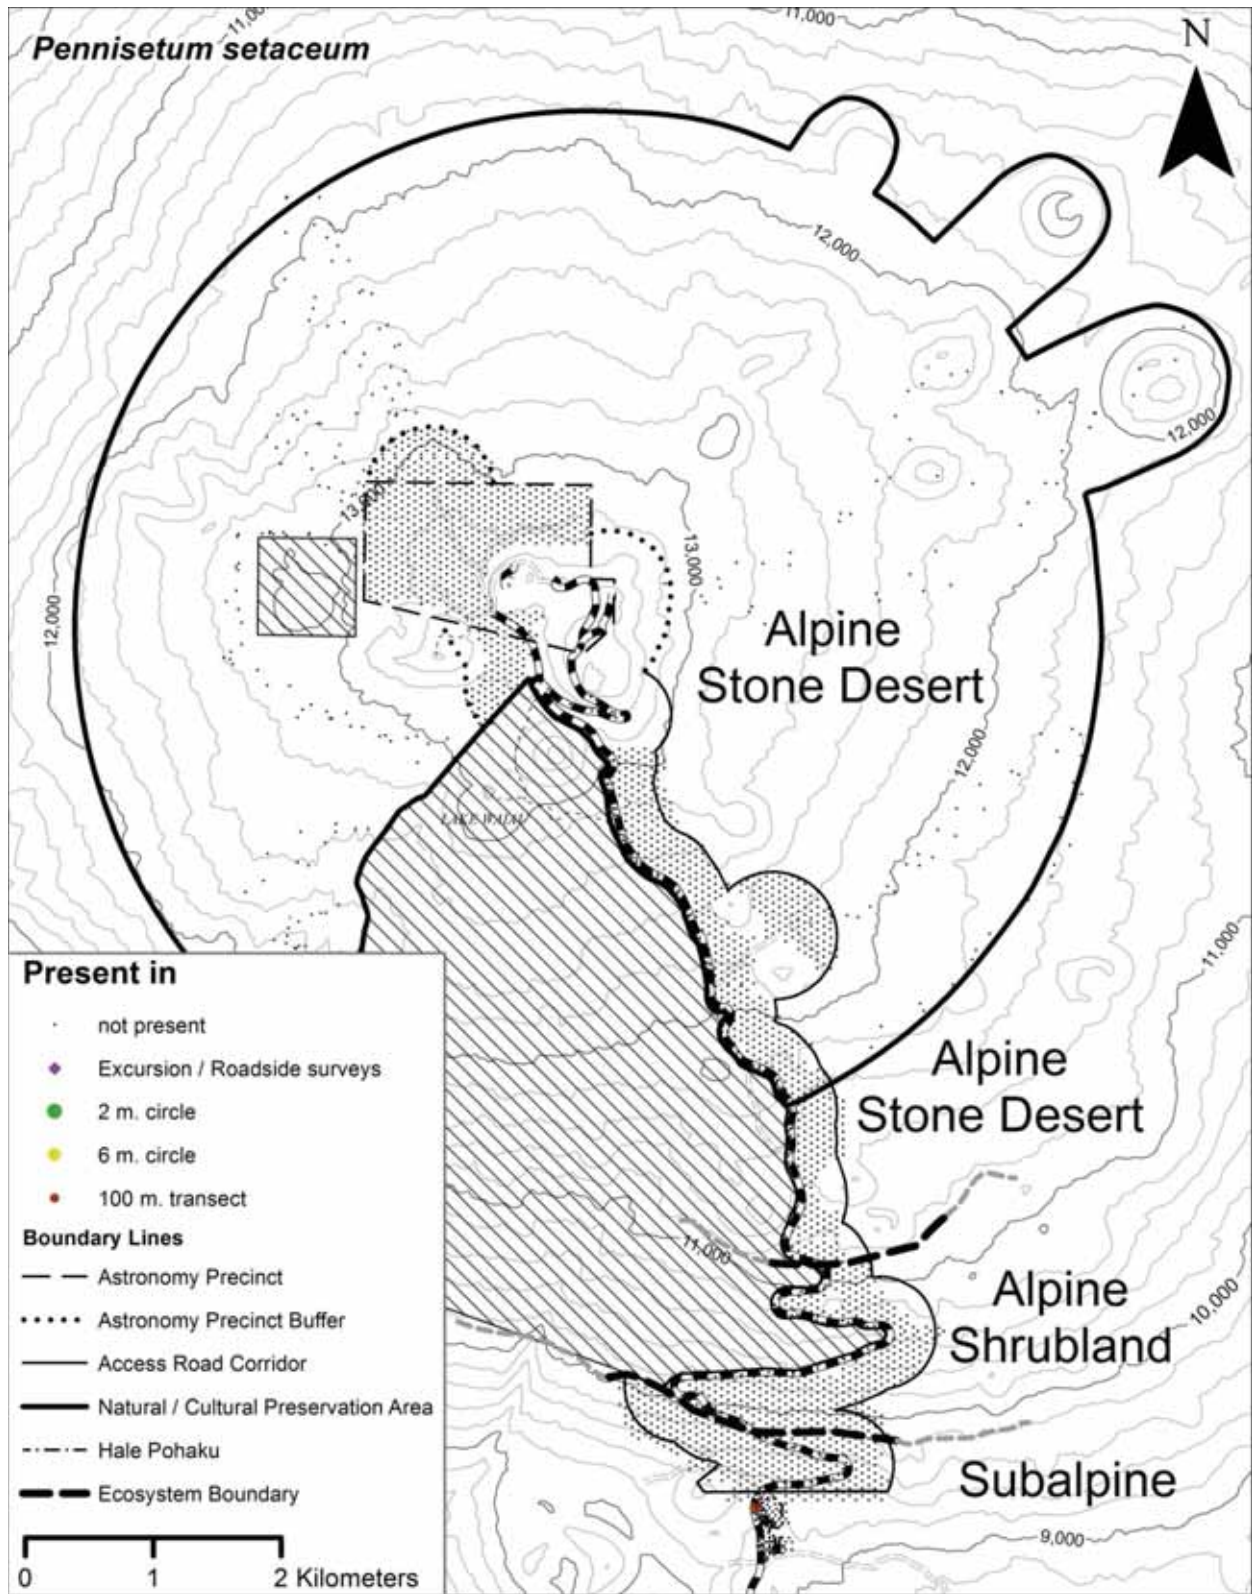 11,000
11,000
N
Pennisetum setaceum
12,000
12,000
13,000
13,000
12,000
Alpine
Stone Desert
12,000
LAKE WAIAU
11,000
Present in
not present
Excursion / Roadside surveys
2 m. circle
6 m. circle
100 m. transect
Boundary Lines
Astronomy Precinct
Astronomy Precinct Buffer
Access Road Corridor
Natural / Cultural Preservation Area
Hale Pohaku
Ecosystem Boundary
0 1 2 Kilometers
Alpine
Stone Desert
11,000
Alpine
Shrubland
10,000
Subalpine
9,000